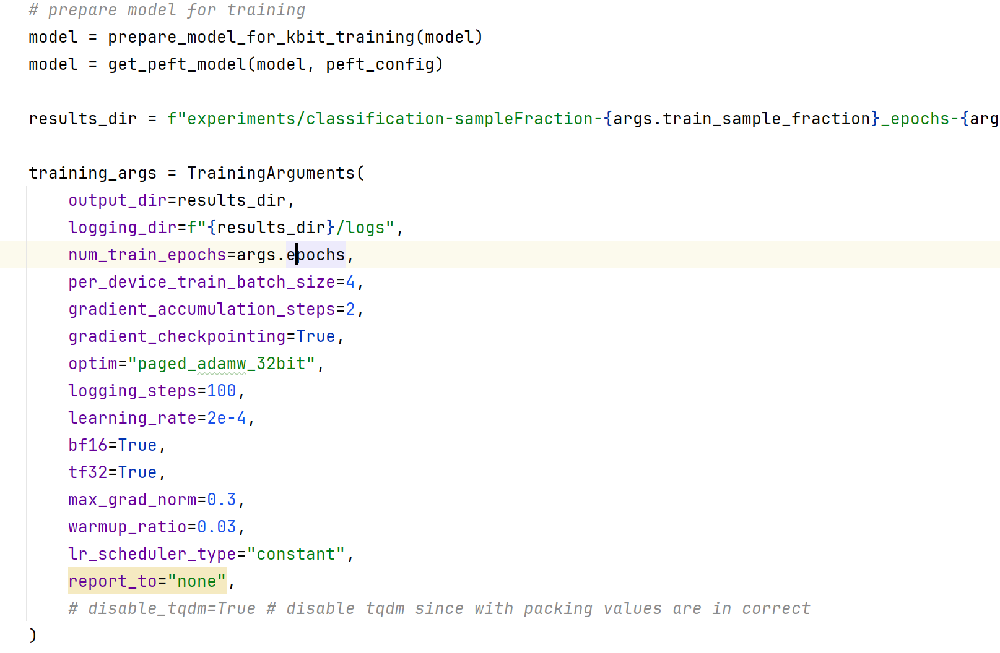 # prepare model for training
model = prepare_model_for_kbit_training(model)
model = get_peft_model(model, peft_config)
results_dir = f"experiments/classification-sampleFraction-{args.train_sample_fraction}_epochs-{arg
training_args = TrainingArguments(
    output_dir=results_dir,
    logging_dir=f"{results_dir}/logs",
    num_train_epochs=args.epochs,
    per_device_train_batch_size=4,
    gradient_accumulation_steps=2,
    gradient_checkpointing=True,
    optim="paged_adamw_32bit",
    logging_steps=100,
    learning_rate=2e-4,
    bf16=True,
    tf32=True,
    max_grad_norm=0.3,
    warmup_ratio=0.03,
    lr_scheduler_type="constant",
    report_to="none",
    # disable_tqdm=True # disable tqdm since with packing values are in correct
)